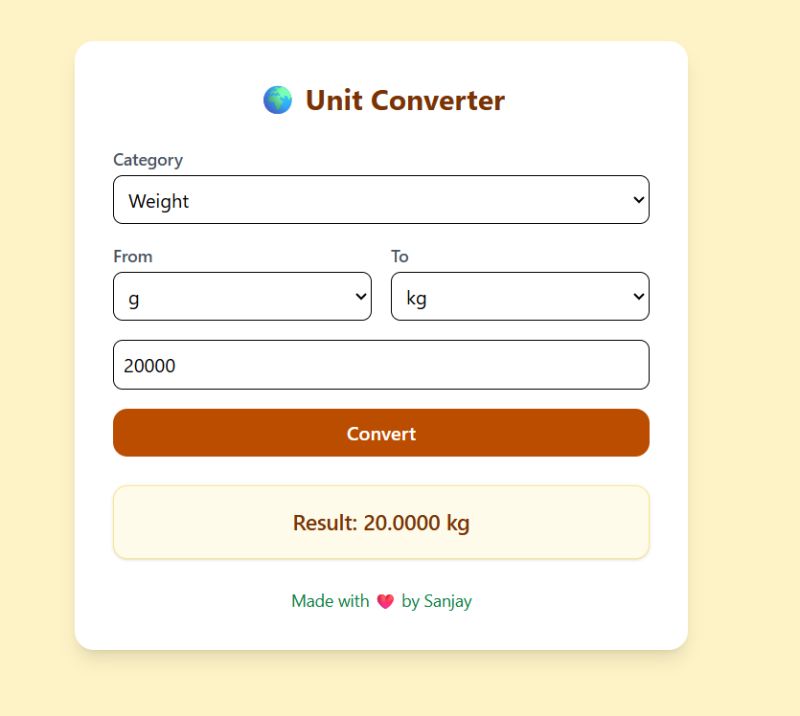 🌍 Unit Converter
Category
Weight
From To
g kg
20000
Convert
Result: 20.0000 kg
Made with ❤️ by Sanjay